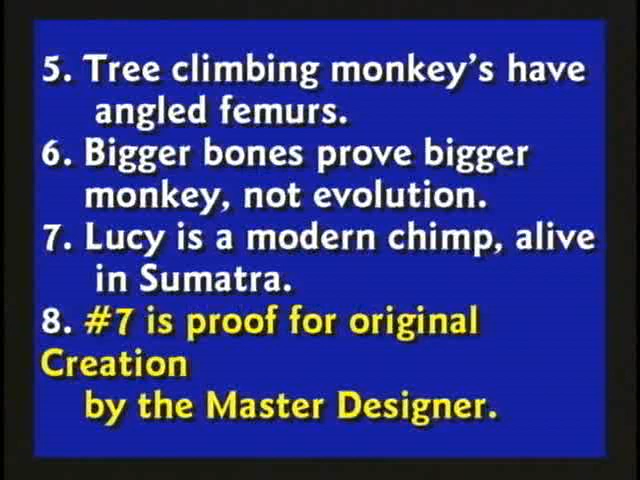 5. Tree climbing monkey's have
angled femurs.
6. Bigger bones prove bigger
monkey, not evolution.
7. Lucy is a modern chimp, alive
in Sumatra.
8. #7 is proof for original
Creation
by the Master Designer.